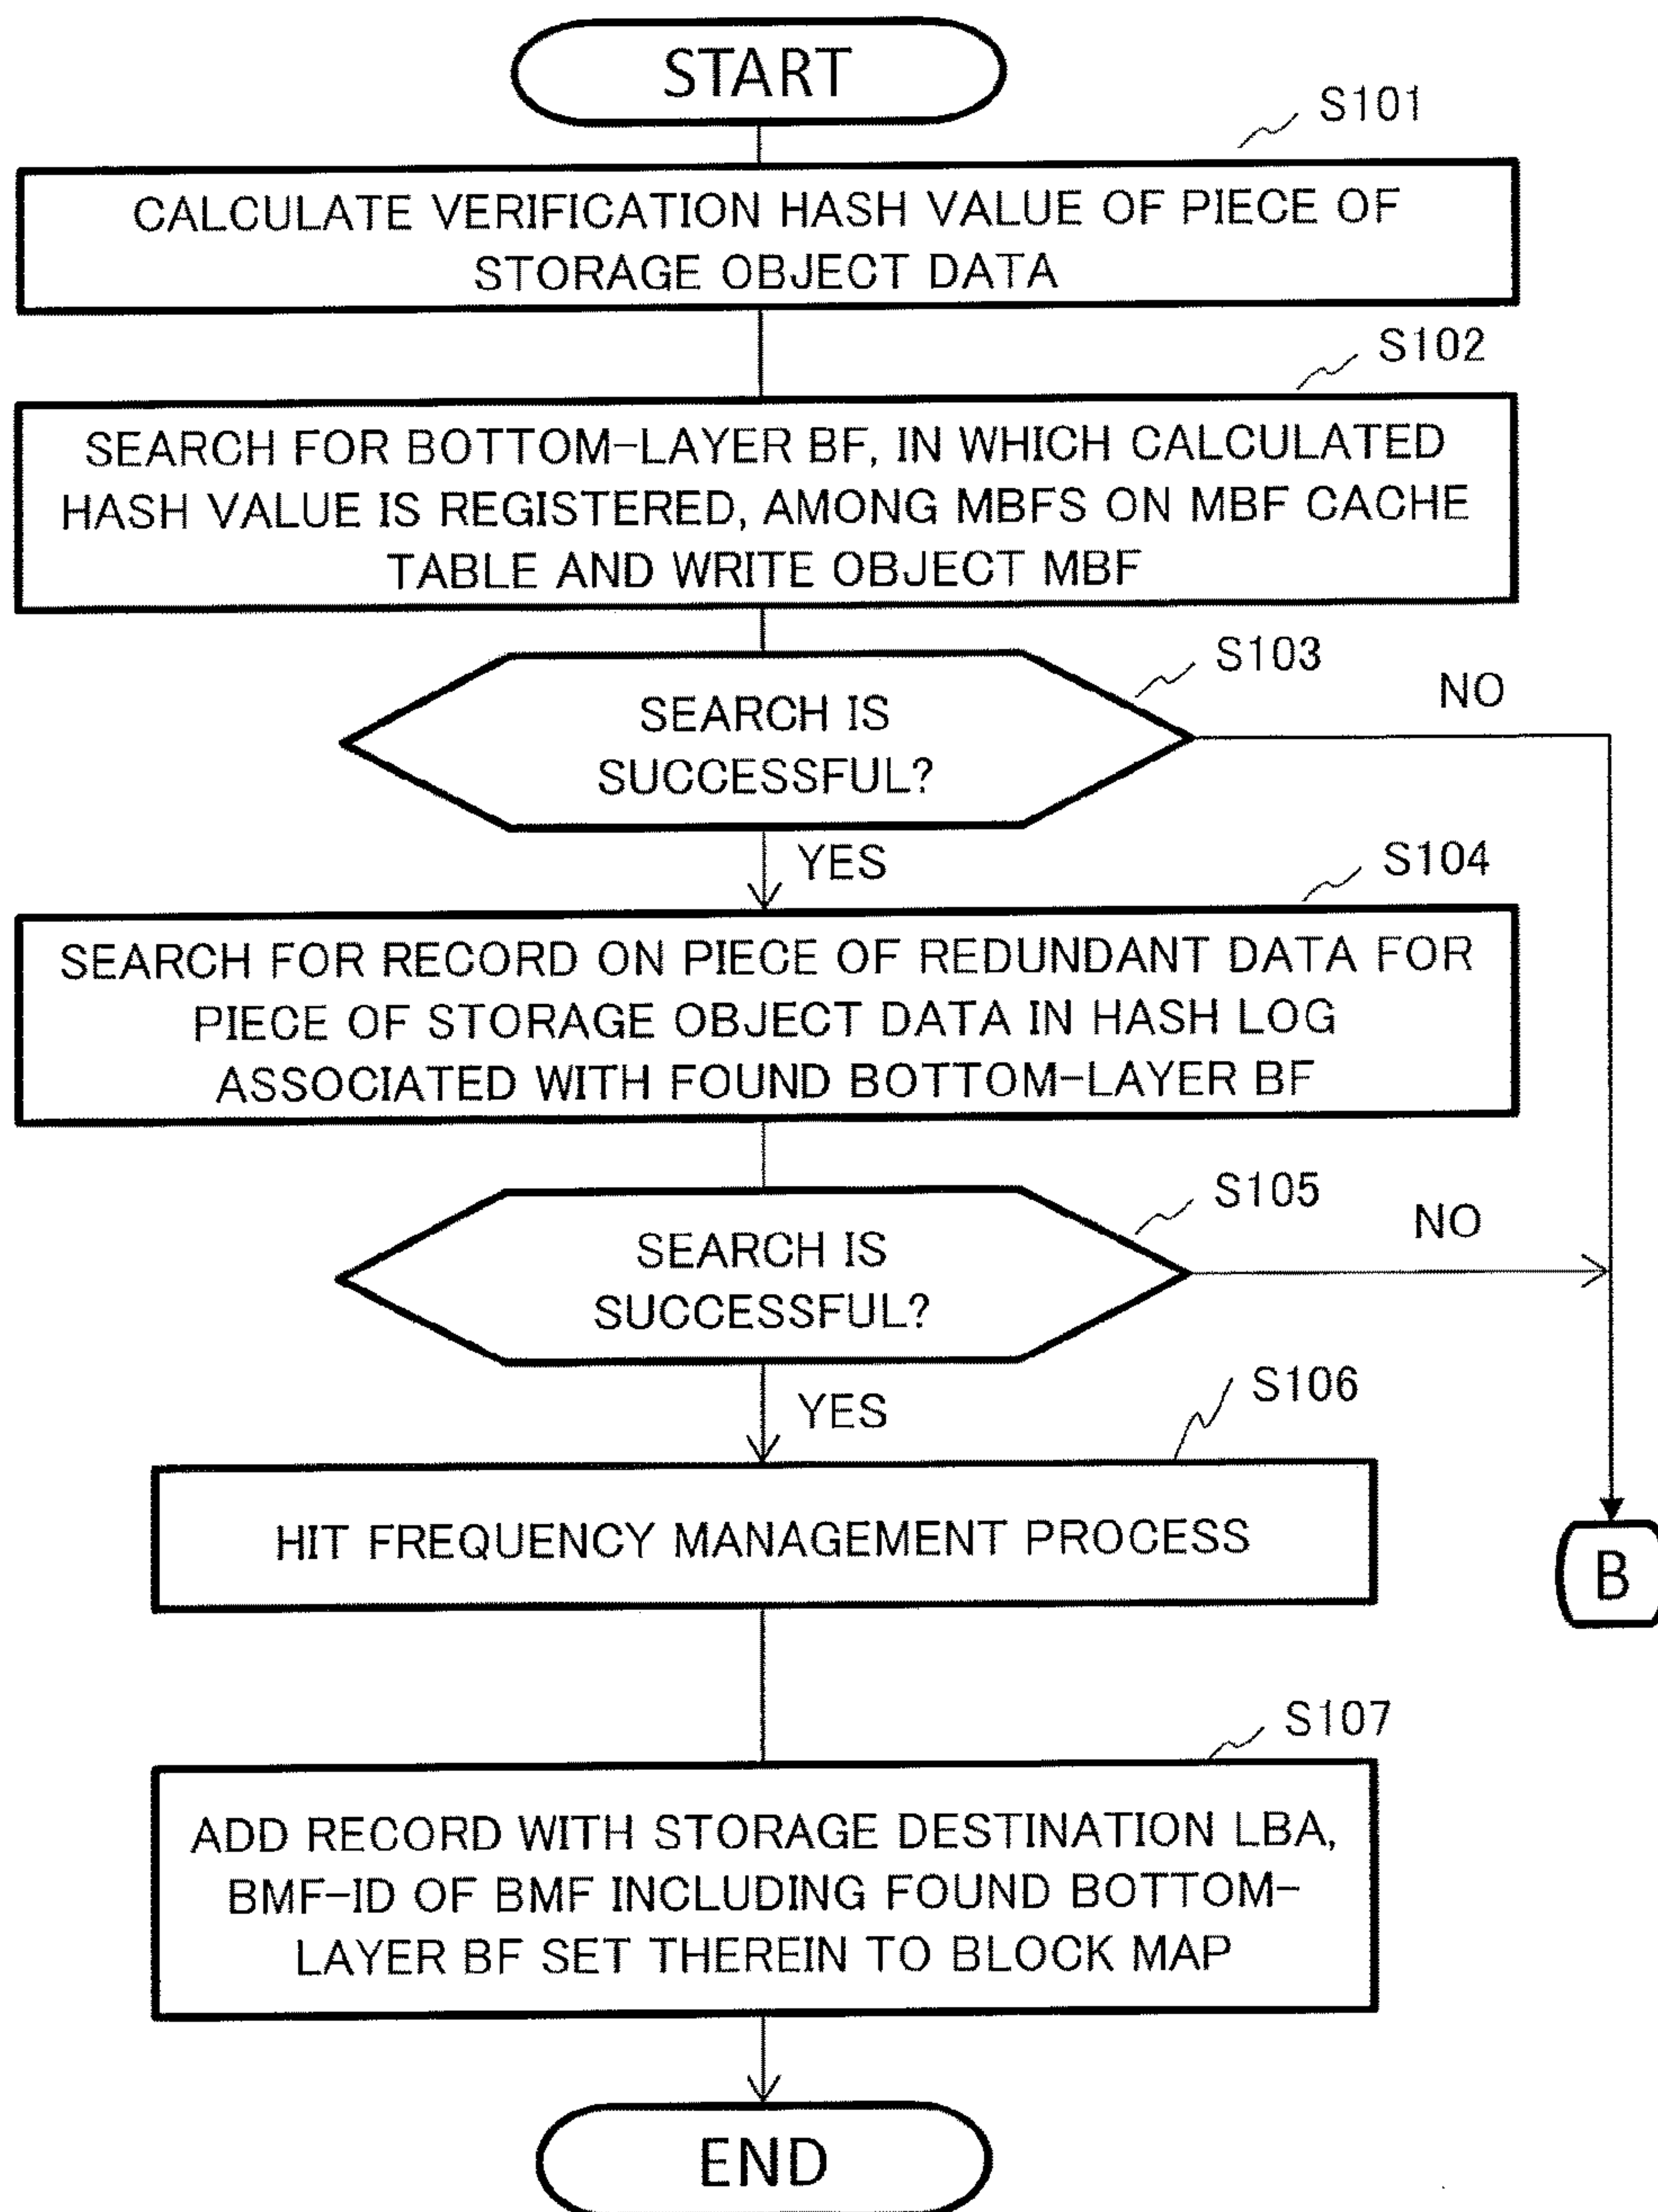 START
S101
CALCULATE VERIFICATION HASH VALUE OF PIECE OF
STORAGE OBJECT DATA
S102
SEARCH FOR BOTTOM-LAYER BF, IN WHICH CALCULATED
HASH VALUE IS REGISTERED, AMONG MBFS ON MBF CACHE
TABLE AND WRITE OBJECT MBF
S103
SEARCH IS
SUCCESSFUL?
NO
YES
S104
SEARCH FOR RECORD ON PIECE OF REDUNDANT DATA FOR
PIECE OF STORAGE OBJECT DATA IN HASH LOG
ASSOCIATED WITH FOUND BOTTOM-LAYER BF
S105
SEARCH IS
SUCCESSFUL?
NO
YES
S106
HIT FREQUENCY MANAGEMENT PROCESS
B
S107
ADD RECORD WITH STORAGE DESTINATION LBA,
BMF-ID OF BMF INCLUDING FOUND BOTTOM-
LAYER BF SET THEREIN TO BLOCK MAP
END